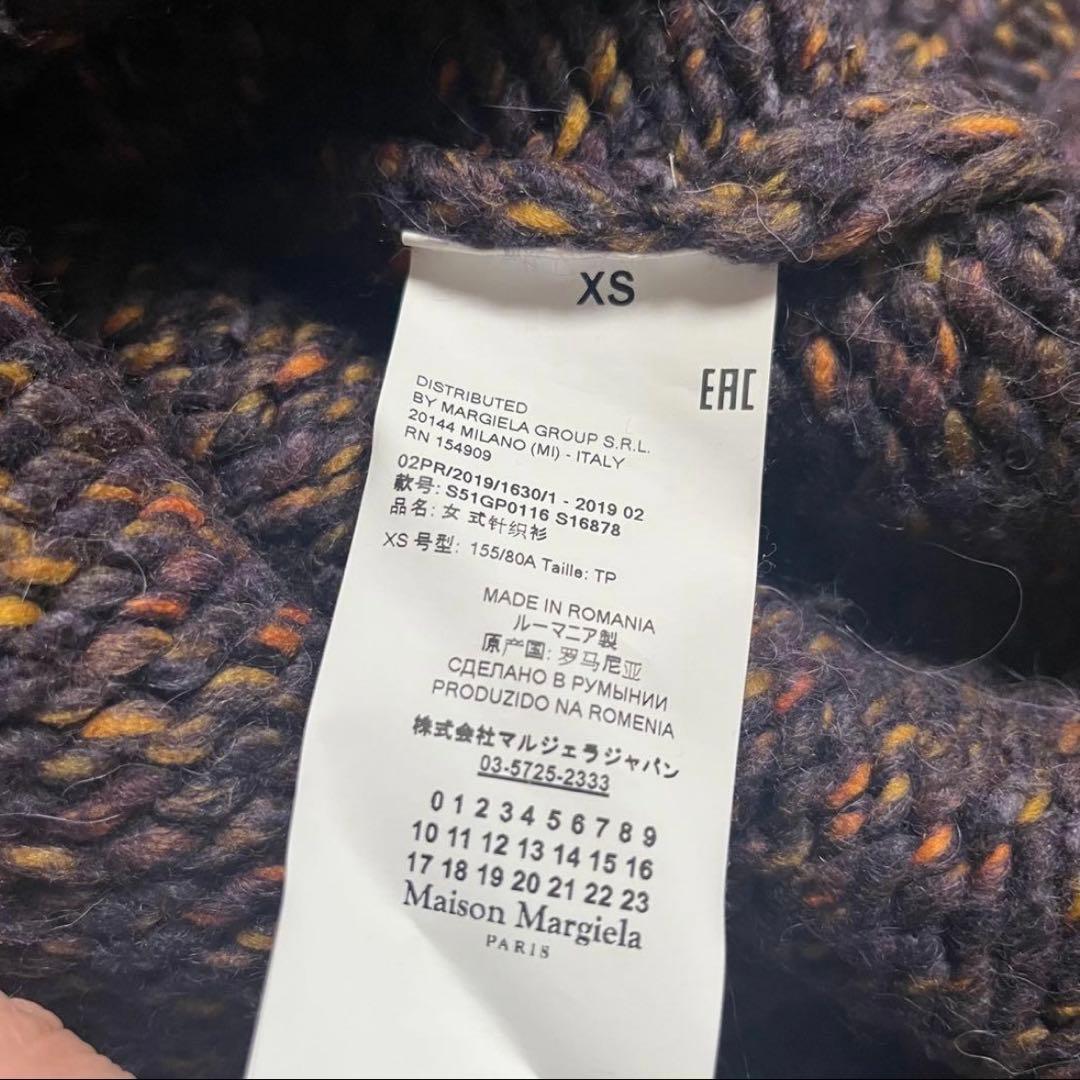 XS
EAC
DISTRIBUTED
BY MARGIELA GROUP S.R.L.
20144 MILANO (MI) - ITALY
RN 154909
02PR/2019/1630/1 - 2019 02
款号: S51GP0116 S16878
品名: 女 式针织衫
XS 号型: 155/80A Taille: TP
MADE IN ROMANIA
ルーマニア製
原产国: 罗马尼亚
СДЕЛАНО В РУМЫНИИ
PRODUZIDO NA ROMENIA
株式会社マルジェラジャパン
03-5725-2333
0 1 2 3 4 5 6 7 8 9
10 11 12 13 14 15 16
17 18 19 20 21 22 23
Maison Margiela
PARIS